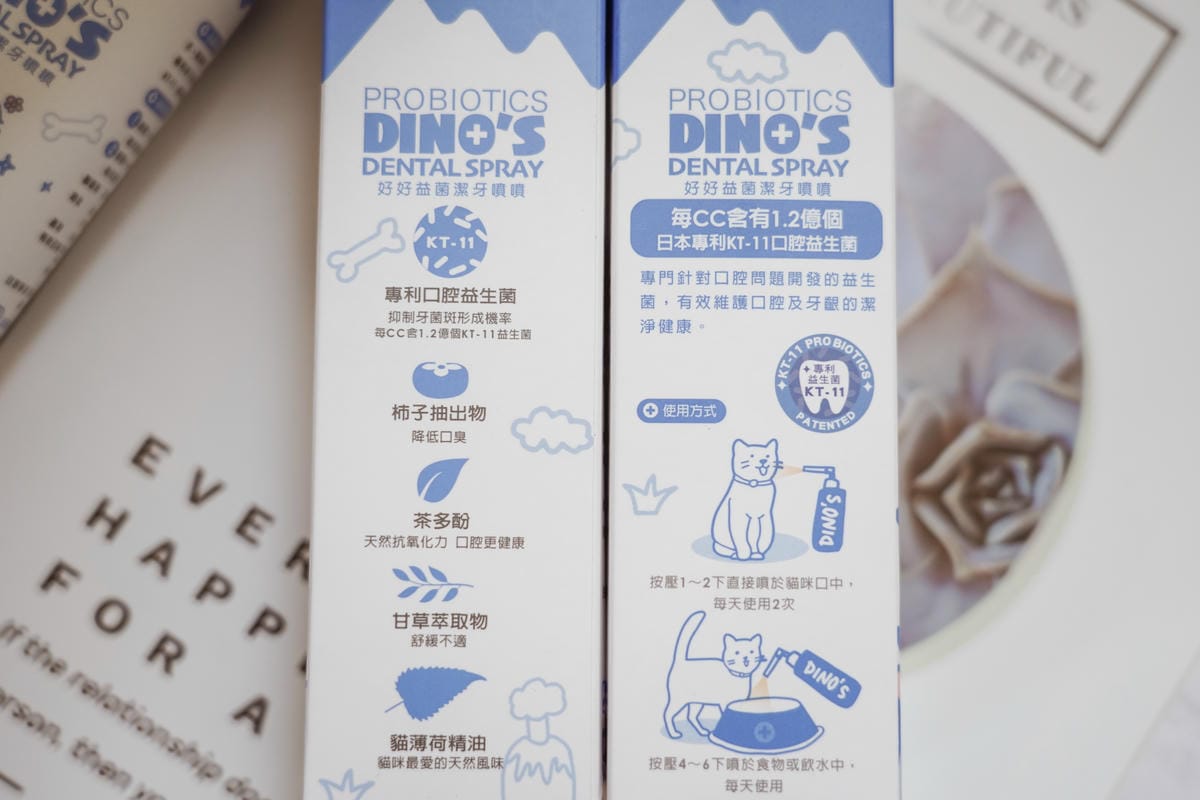 PROBIOTICS
DINO'S
DENTAL SPRAY
好好益菌潔牙噴噴
KT-11
專利口腔益生菌
抑制牙菌斑形成機率
每CC含1.2億個KT-11益生菌
柿子抽出物
降低口臭
茶多酚
天然抗氧化力 口腔更健康
甘草萃取物
舒緩不適
貓薄荷精油
貓咪最愛的天然風味
PROBIOTICS
DINO'S
DENTAL SPRAY
好好益菌潔牙噴噴
每CC含有1.2億個
日本專利KT-11口腔益生菌
專門針對口腔問題開發的益生
菌，有效維護口腔及牙齦的潔
淨健康。
KT-11 PROBIOTICS
專利
益生菌
KT-11
PATENTED
使用方式
DINO'S
按壓1～2下直接噴於貓咪口中，
每天使用2次
DINO'S
按壓4～6下噴於食物或飲水中，
每天使用
EVER
HAPP
FOR A
If the relationship do
erson, then yo
IS
UTIFUL